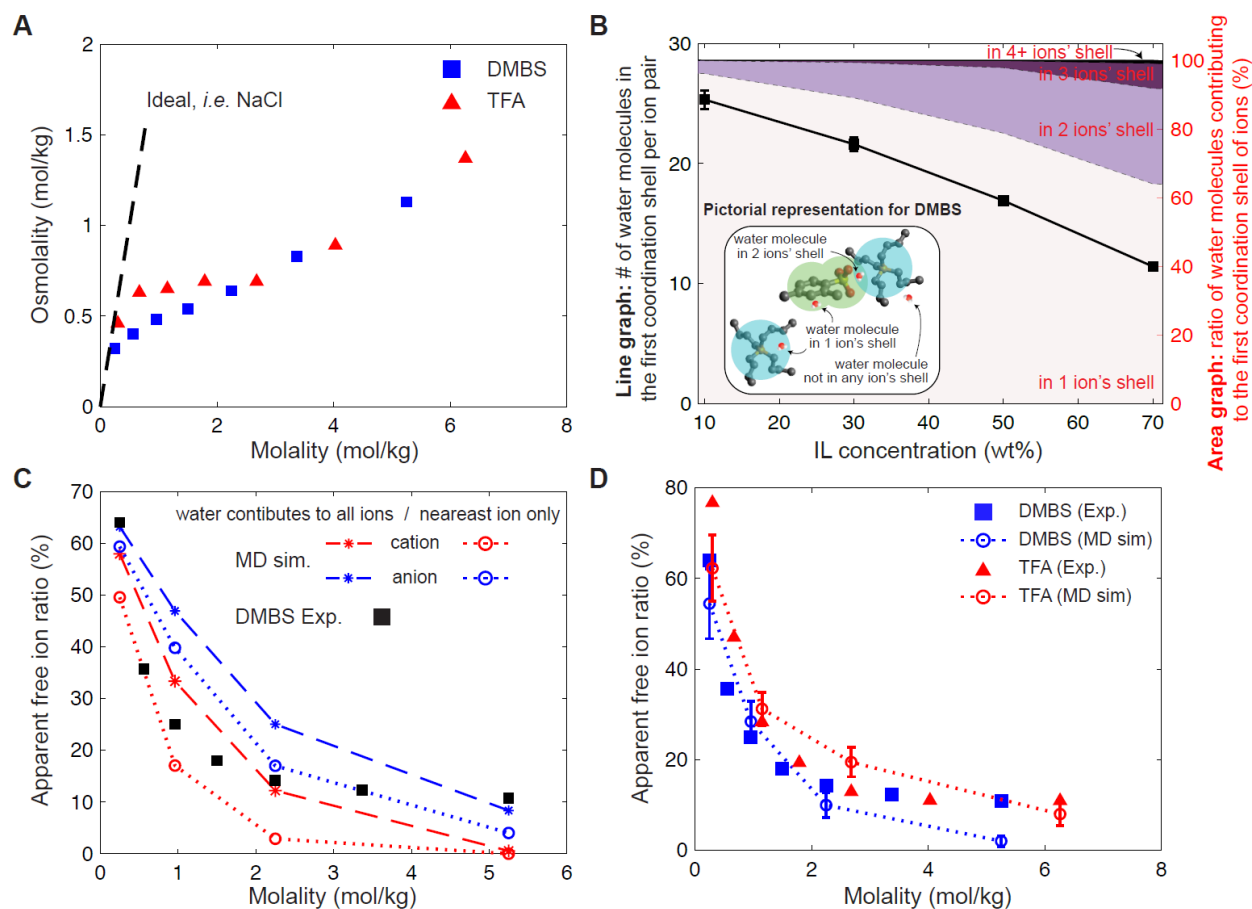 A
Osmolality (mol/kg)
2
1.5
1
0.5
0
Ideal, i.e. NaCl
DMBS
TFA
0
2
4
6
8
Molality (mol/kg)
B
Line graph: # of water molecules in
the first coordination shell per ion pair
30
20
10
0
in 4+ ions' shell
in 3 ions' shell
in 2 ions' shell
Pictorial representation for DMBS
water molecule
in 2 ions' shell
water molecule
in 1 ion's shell
water molecule
not in any ion's shell
in 1 ion's shell
100
80
60
40
20
0
Area graph: ratio of water molecules contributing
to the first coordination shell of ions (%)
10
20
30
40
50
60
70
IL concentration (wt%)
C
Apparent free ion ratio (%)
70
60
50
40
30
20
10
0
water contibutes to all ions / neareast ion only
MD sim.
cation
anion
DMBS Exp.
0
1
2
3
4
5
6
Molality (mol/kg)
D
Apparent free ion ratio (%)
80
60
40
20
0
DMBS (Exp.)
DMBS (MD sim)
TFA (Exp.)
TFA (MD sim)
0
2
4
6
8
Molality (mol/kg)